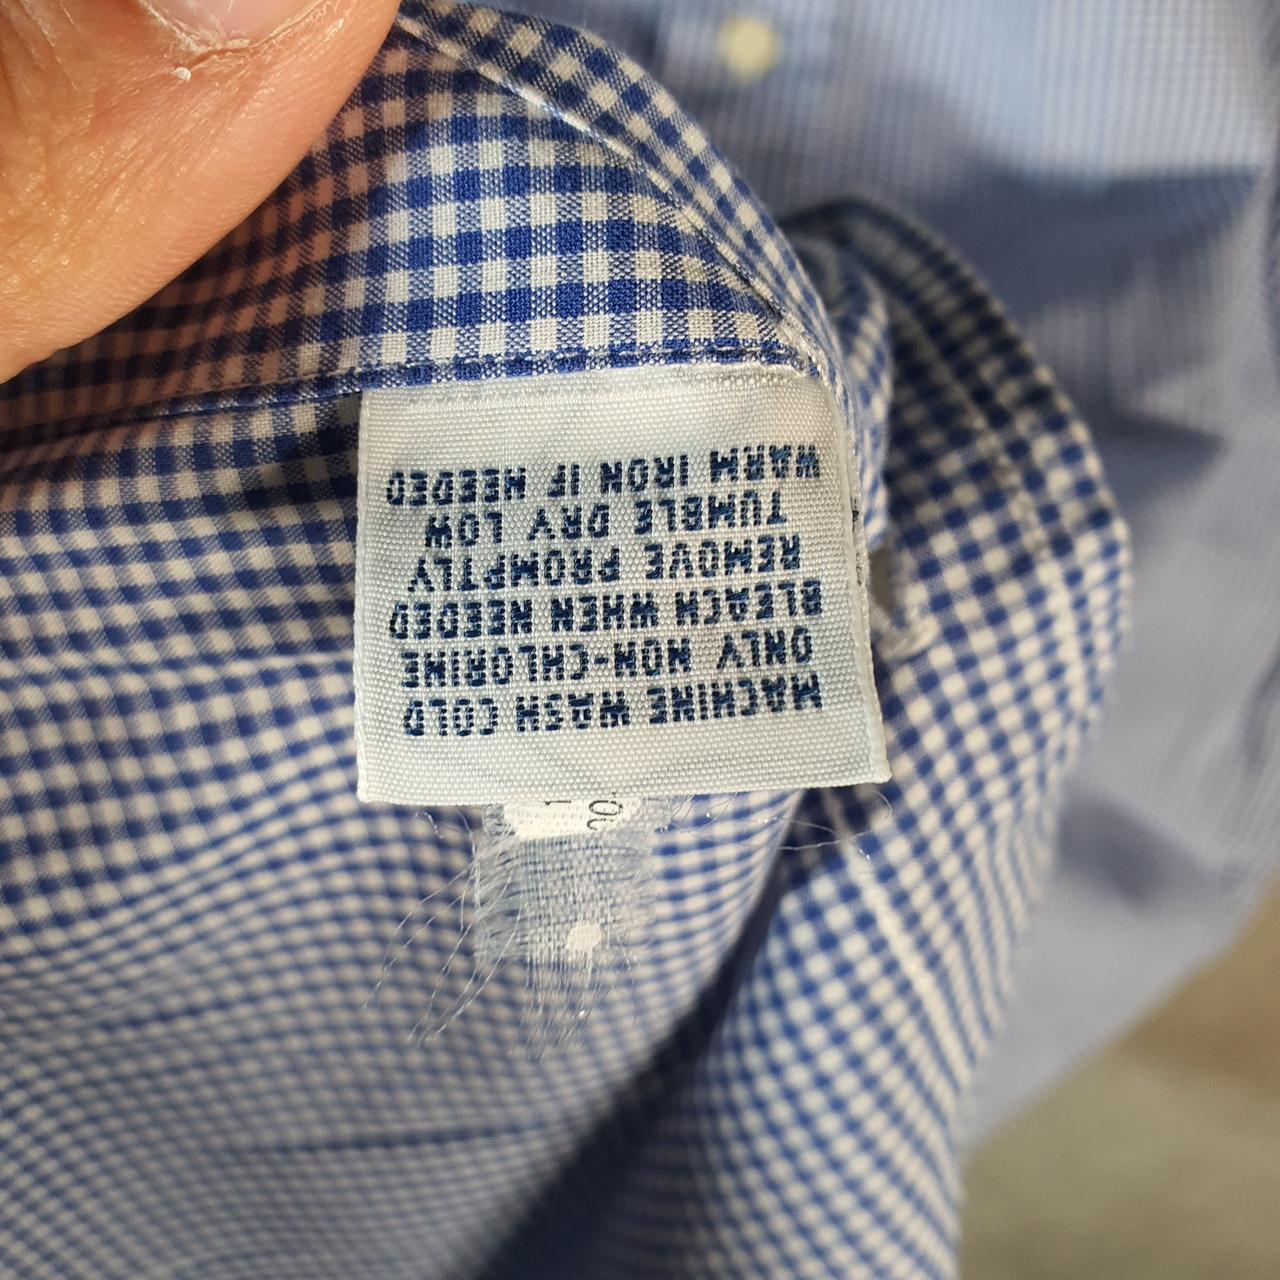 MACHINE WASH COLD
ONLY NON-CHLORINE
BLEACH WHEN NEEDED
REMOVE PROMPTLY
TUMBLE DRY LOW
WARM IRON IF NEEDED